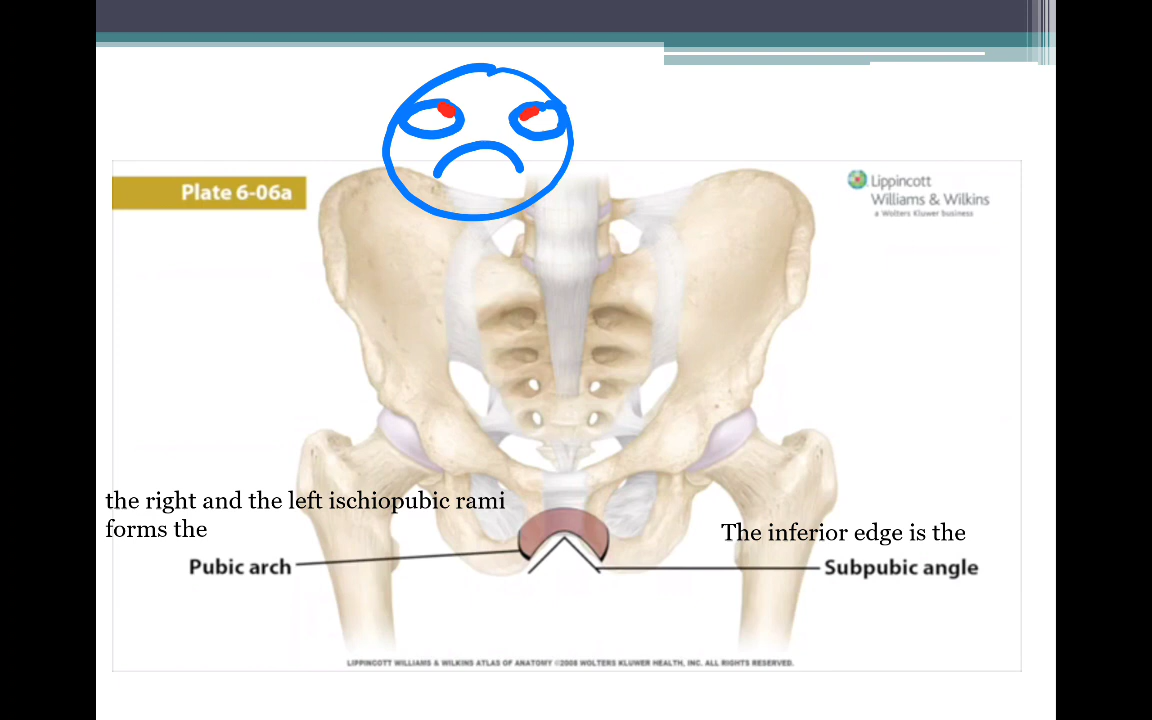 Plate 6-06a
Lippincott
Williams & Wilkins
a Wolters Kluwer business
the right and the left ischiopubic rami
forms the
The inferior edge is the
Pubic arch
Subpubic angle
LIPPINCOTT WILLIAMS & WILKINS ATLAS OF ANATOMY ©2008 WOLTERS KLUWER HEALTH, INC. ALL RIGHTS RESERVED.